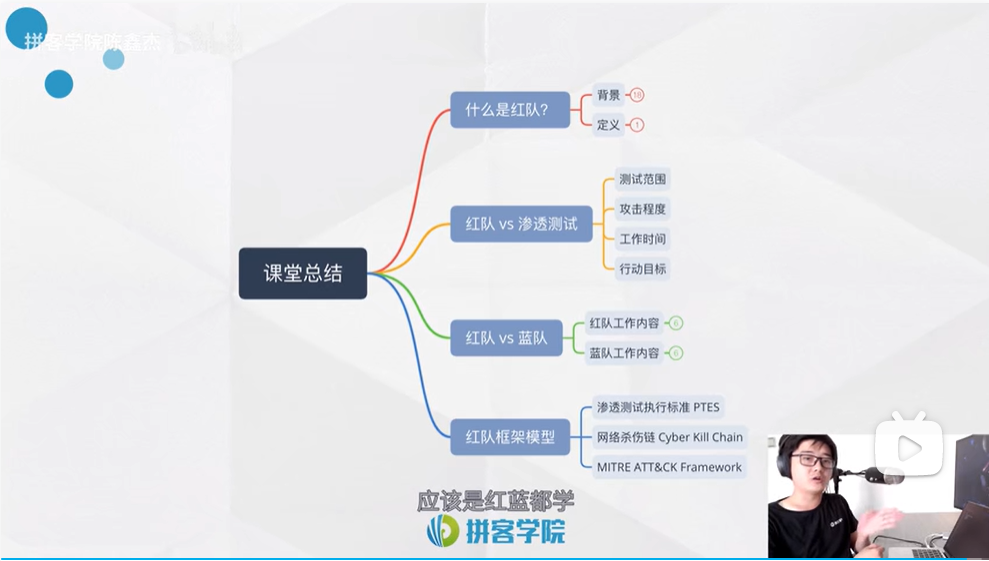 拼客学院陈鑫杰
什么是红队？
背景
18
定义
1
红队 vs 渗透测试
测试范围
攻击程度
工作时间
行动目标
课堂总结
红队 vs 蓝队
红队工作内容
6
蓝队工作内容
6
红队框架模型
渗透测试执行标准 PTES
网络杀伤链 Cyber Kill Chain
MITRE ATT&CK Framework
应该是红蓝都学
拼客学院